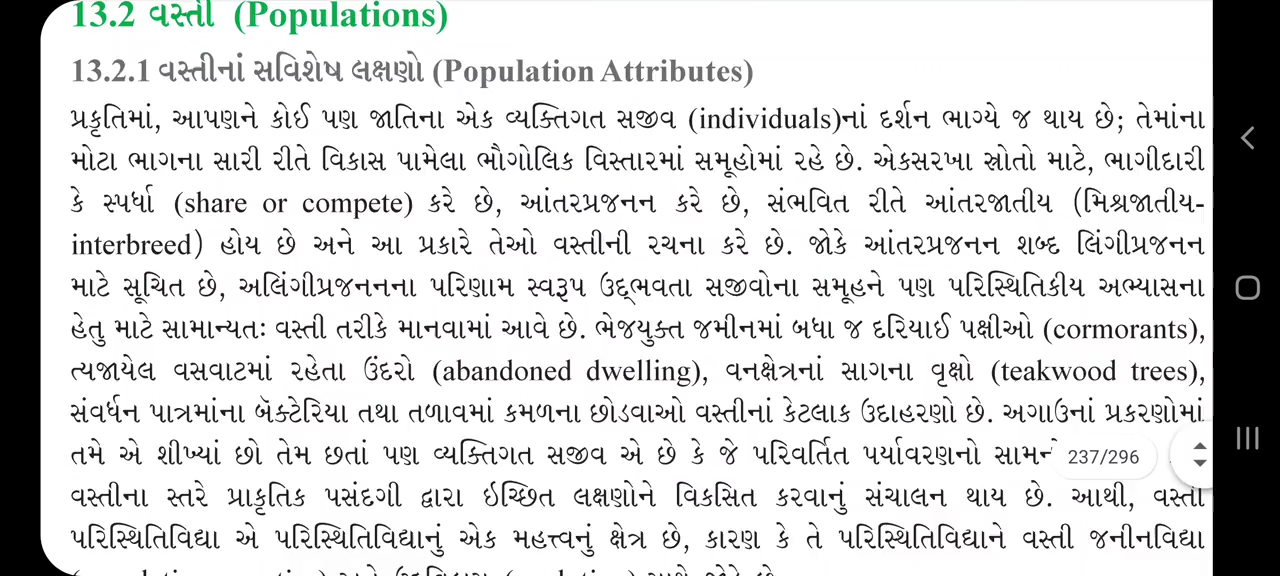 13.2 વસ્તી (Populations)
13.2.1 વસ્તીનાં સવિશેષ લક્ષણો (Population Attributes)
પ્રકૃતિમાં, આપણને કોઈ પણ જાતિના એક વ્યક્તિગત સજીવ (individuals)નાં દર્શન ભાગ્યે જ થાય છે; તેમાંના
મોટા ભાગના સારી રીતે વિકાસ પામેલા ભૌગોલિક વિસ્તારમાં સમૂહોમાં રહે છે. એકસરખા સ્રોતો માટે, ભાગીદારી
કે સ્પર્ધા (share or compete) કરે છે, આંતરપ્રજનન કરે છે, સંભવિત રીતે આંતરજાતીય (મિશ્રજાતીય-
interbreed) હોય છે અને આ પ્રકારે તેઓ વસ્તીની રચના કરે છે. જોકે આંતરપ્રજનન શબ્દ લિંગીપ્રજનન
માટે સૂચિત છે, અલિંગીપ્રજનનના પરિણામ સ્વરૂપ ઉદ્‌ભવતા સજીવોના સમૂહને પણ પરિસ્થિતિકીય અભ્યાસના
હેતુ માટે સામાન્યતઃ વસ્તી તરીકે માનવામાં આવે છે. ભેજયુક્ત જમીનમાં બધા જ દરિયાઈ પક્ષીઓ (cormorants),
ત્યજાયેલ વસવાટમાં રહેતા ઉંદરો (abandoned dwelling), વનક્ષેત્રનાં સાગના વૃક્ષો (teakwood trees),
સંવર્ધન પાત્રમાંના બૅક્ટેરિયા તથા તળાવમાં કમળના છોડવાઓ વસ્તીનાં કેટલાક ઉદાહરણો છે. અગાઉનાં પ્રકરણોમાં
તમે એ શીખ્યાં છો તેમ છતાં પણ વ્યક્તિગત સજીવ એ છે કે જે પરિવર્તિત પર્યાવરણનો 237/296
વસ્તીના સ્તરે પ્રાકૃતિક પસંદગી દ્વારા ઇચ્છિત લક્ષણોને વિકસિત કરવાનું સંચાલન થાય છે. આથી, વસ્તી
પરિસ્થિતિવિદ્યા એ પરિસ્થિતિવિદ્યાનું એક મહત્ત્વનું ક્ષેત્ર છે, કારણ કે તે પરિસ્થિતિવિદ્યાને વસ્તી જનીનવિદ્યા